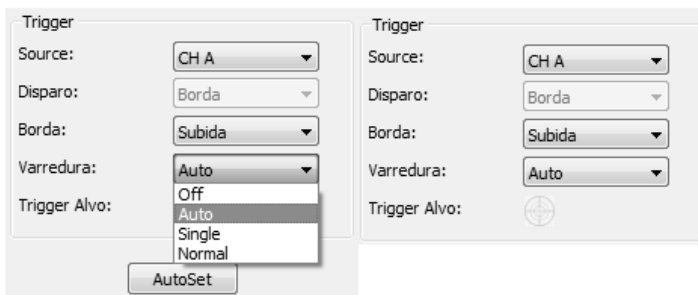 Trigger
Source: CH A
Disparo: Borda
Borda: Subida
Varredura: Auto
Off
Auto
Single
Normal
Trigger Alvo:
AutoSet
Trigger
Source: CH A
Disparo: Borda
Borda: Subida
Varredura: Auto
Trigger Alvo: